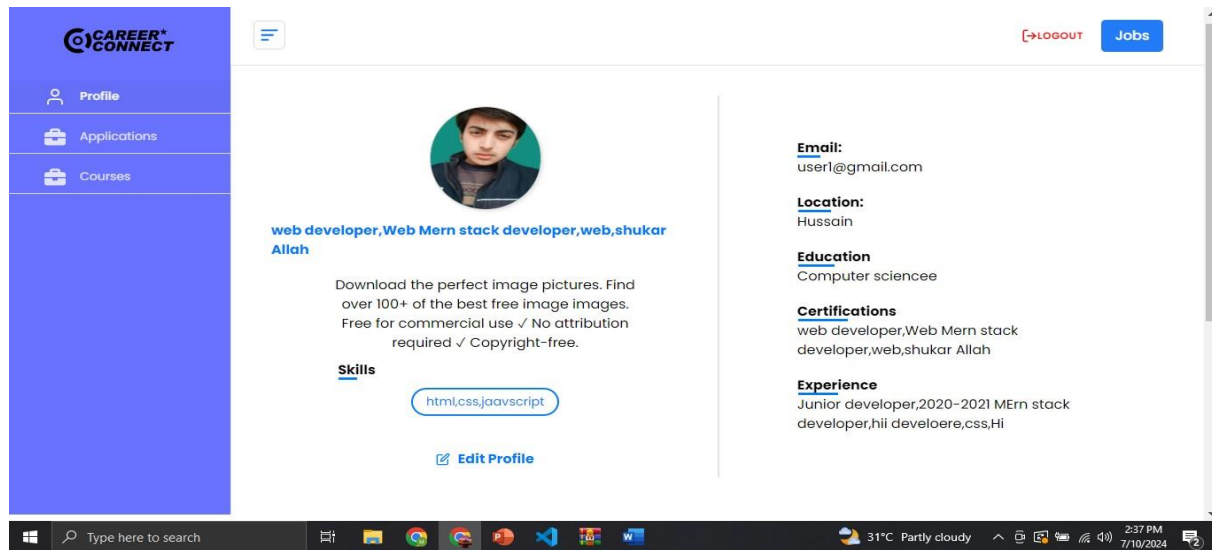 CAREER
CONNECT
LOGOUT
Jobs
Profile
Applications
Courses
web developer,Web Mern stack developer,web,shukar
Allah
Download the perfect image pictures. Find
over 100+ of the best free image images.
Free for commercial use ✓ No attribution
required ✓ Copyright-free.
Skills
html,css,jaavscript
Edit Profile
Email:
user1@gmail.com
Location:
Hussain
Education
Computer sciencee
Certifications
web developer,Web Mern stack
developer,web,shukar Allah
Experience
Junior developer,2020-2021 MErn stack
developer,hii develoere,css,Hi
Type here to search
31°C Partly cloudy
2:37 PM
7/10/2024
2